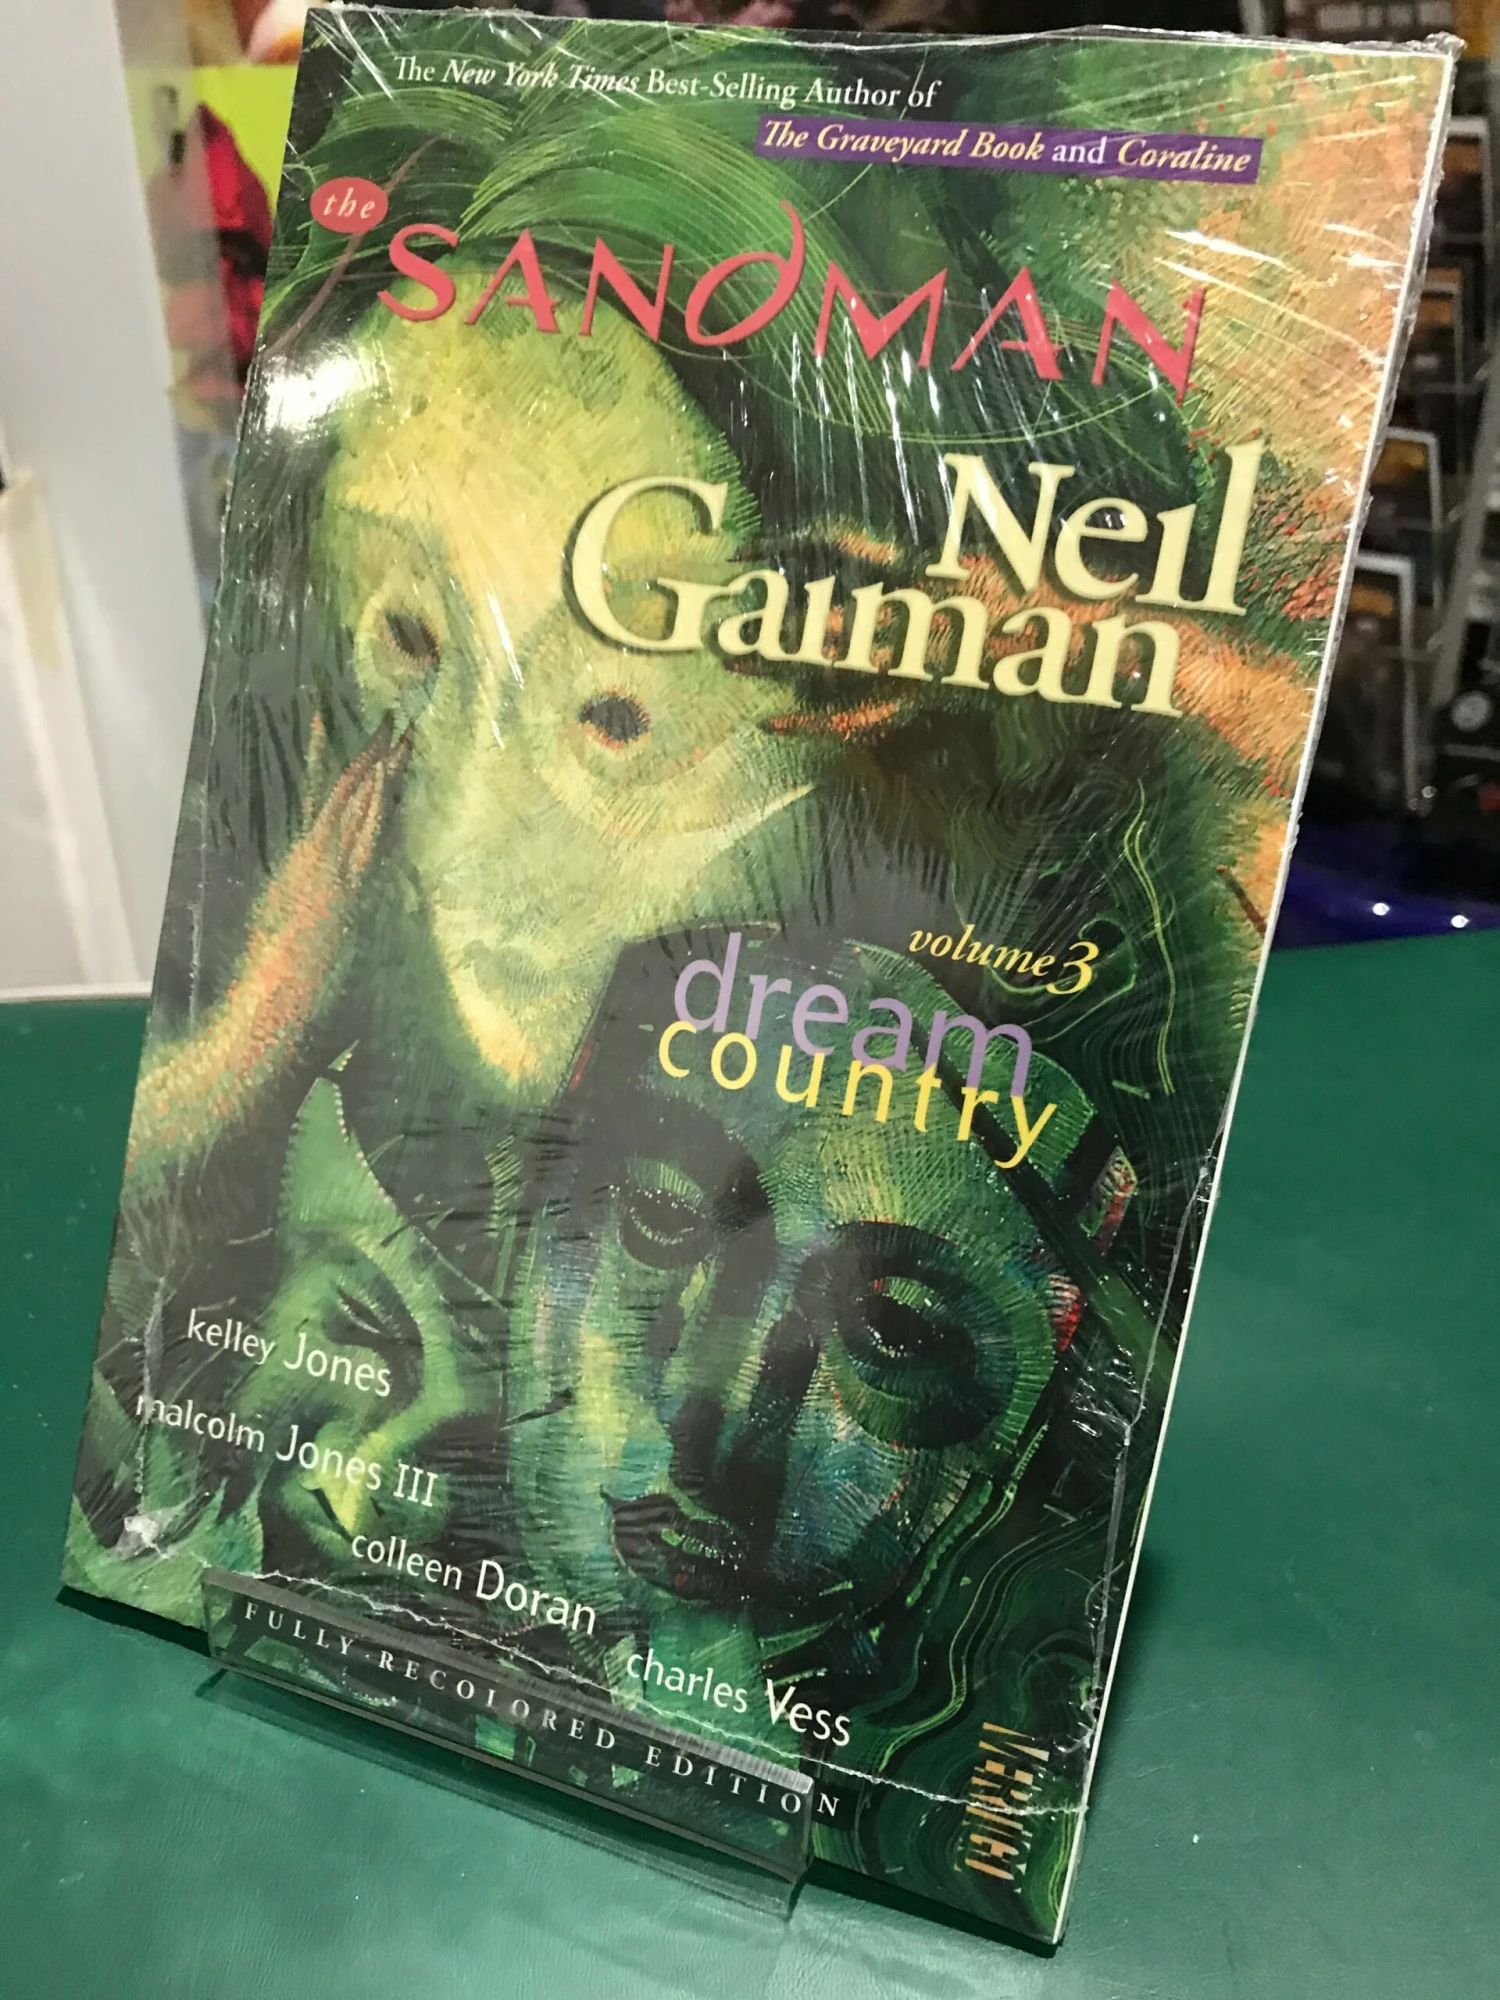 The New York Times Best-Selling Author of
The Graveyard Book and Coraline
the
SANDMAN
Neil
Gaiman
volume 3
dream
country
kelley Jones
malcolm Jones III
colleen Doran
charles Vess
FULLY RECOLORED EDITION
VERTIGO